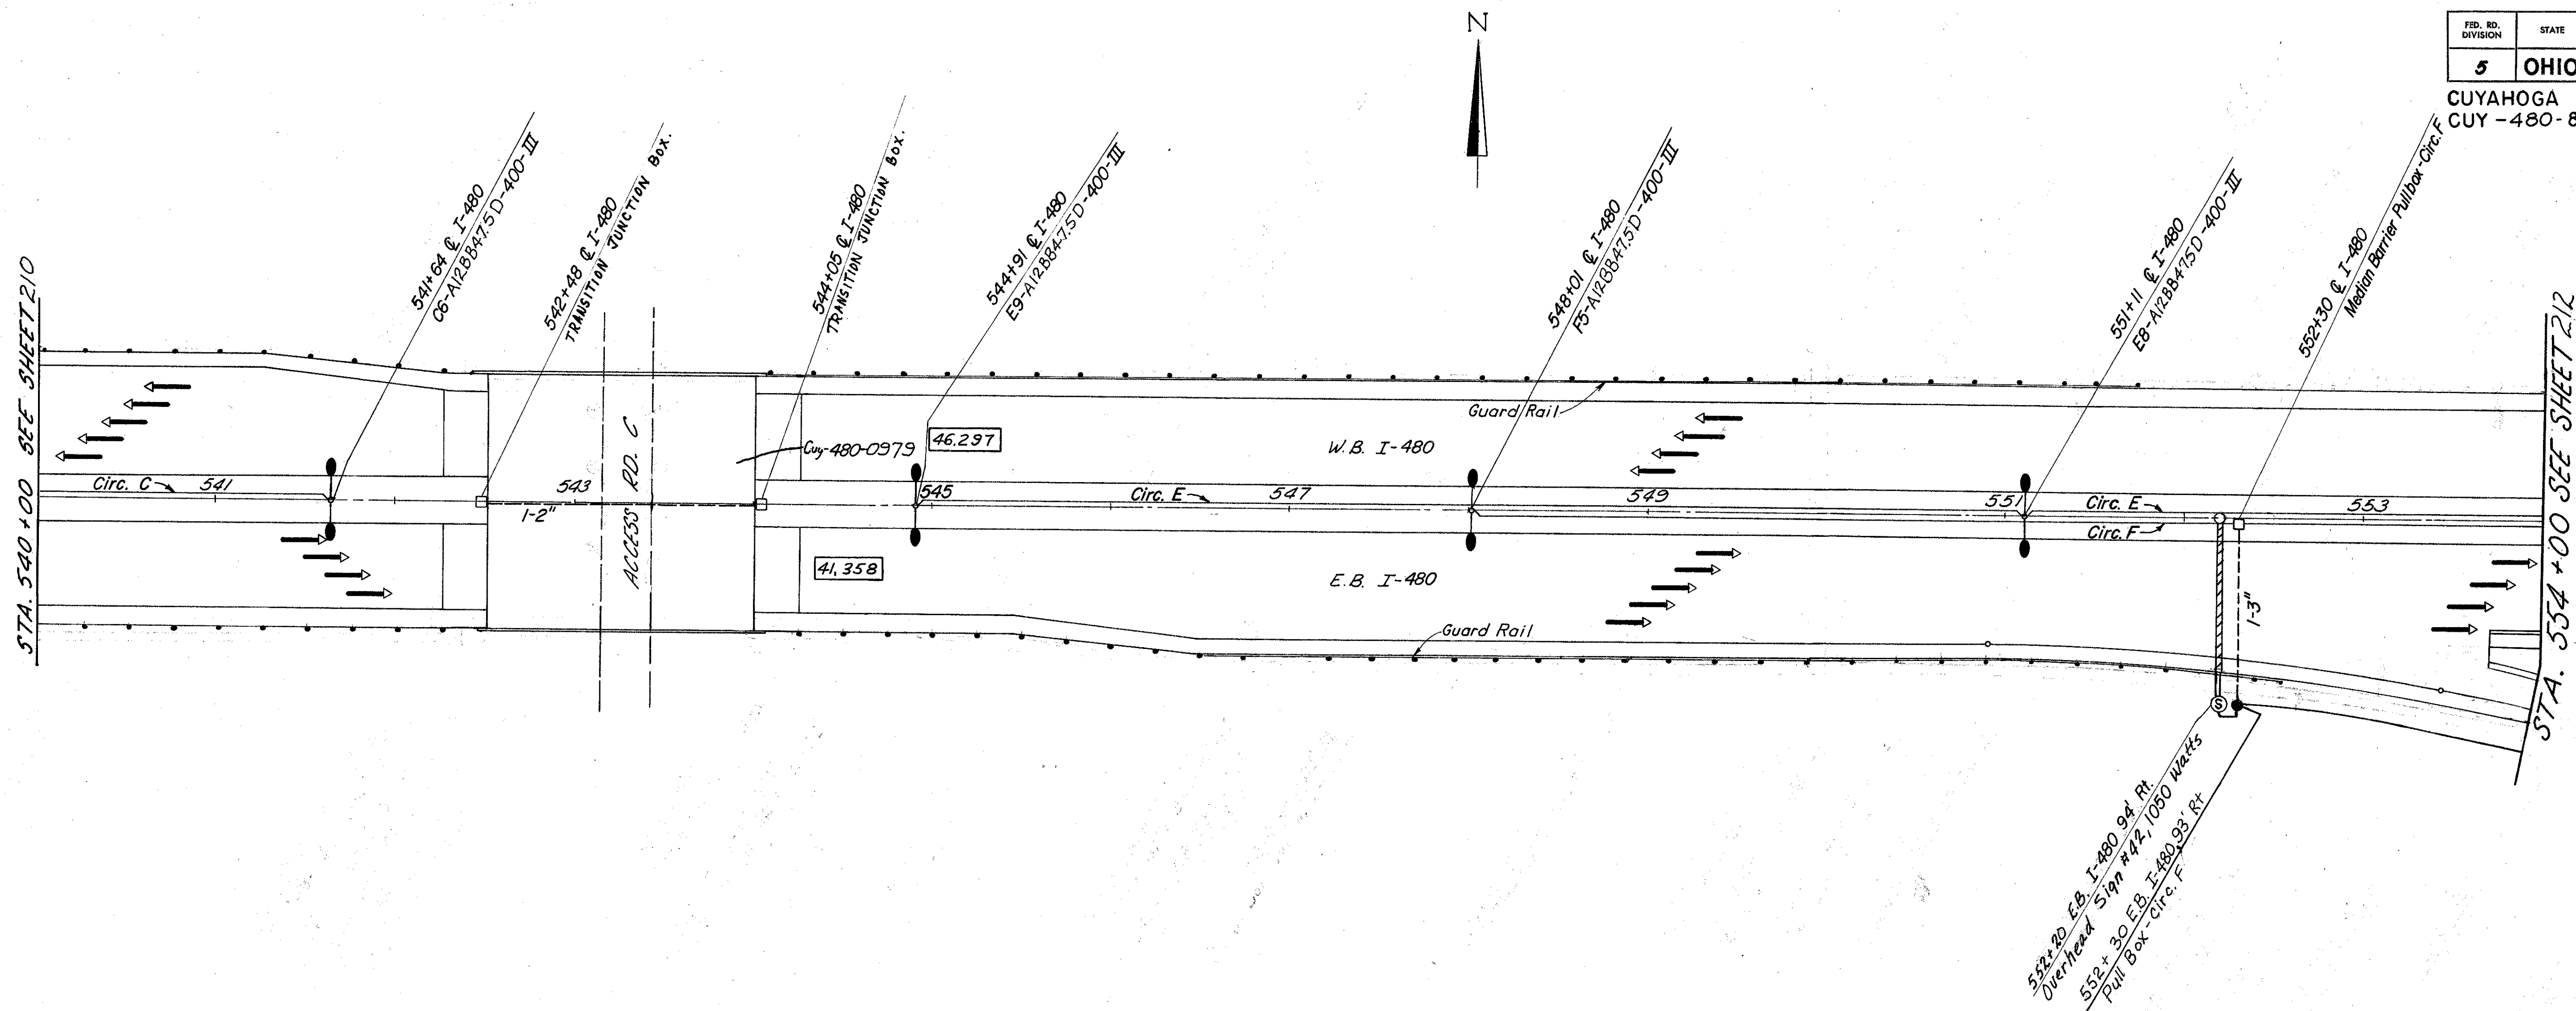 N
FED. RD. DIVISION
STATE
5
OHIO
CUYAHOGA
CUY-480-8
STA. 540+00 SEE SHEET 210
541+64 ℄ I-480
C6-A12BB47.5D-400-III
542+48 ℄ I-480
TRANSITION JUNCTION BOX.
544+05 ℄ I-480
TRANSITION JUNCTION BOX.
544+91 ℄ I-480
E9-A12BB47.5D-400-III
548+01 ℄ I-480
F5-A12BB47.5D-400-III
551+11 ℄ I-480
E8-A12BB47.5D-400-III
552+30 ℄ I-480
Median Barrier Pullbox-Circ. F
Guard Rail
Cuy-480-0979
46.297
W.B. I-480
Circ. C
541
543
1-2"
ACCESS RD. C
545
Circ. E
547
549
551
Circ. E
553
Circ. F
41,358
E.B. I-480
1-3"
Guard Rail
S
552+20 E.B. I-480 94' Rt.
Overhead Sign #42, 1050 Watts
552+30 E.B. I-480, 93' Rt
Pull Box-Circ. F
STA. 554+00 SEE SHEET 212